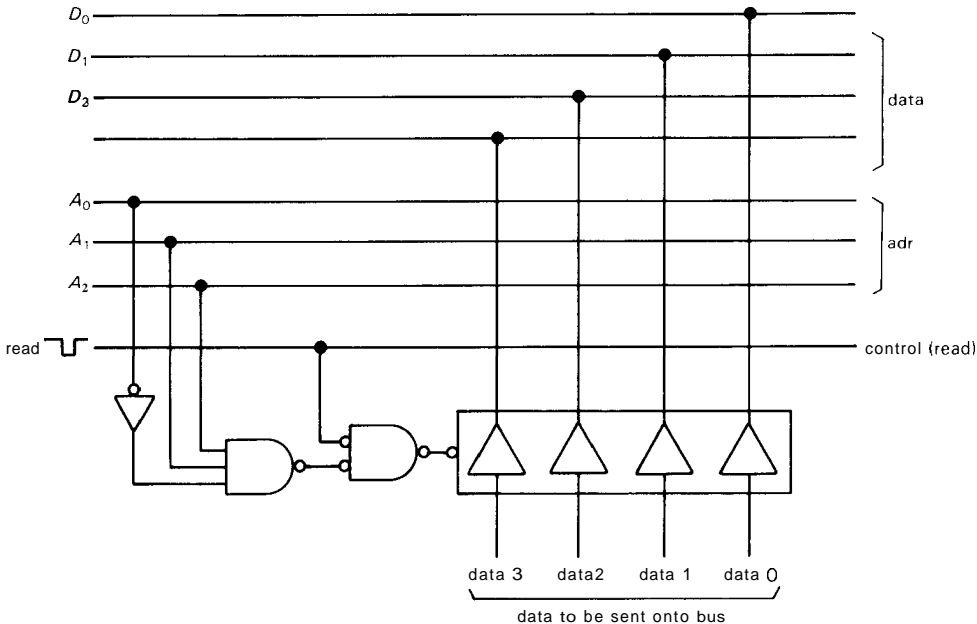 D₀
D₁
D₃
data
A₀
A₁
adr
A₂
read
control (read)
data 3 data2 data 1 data 0
data to be sent onto bus